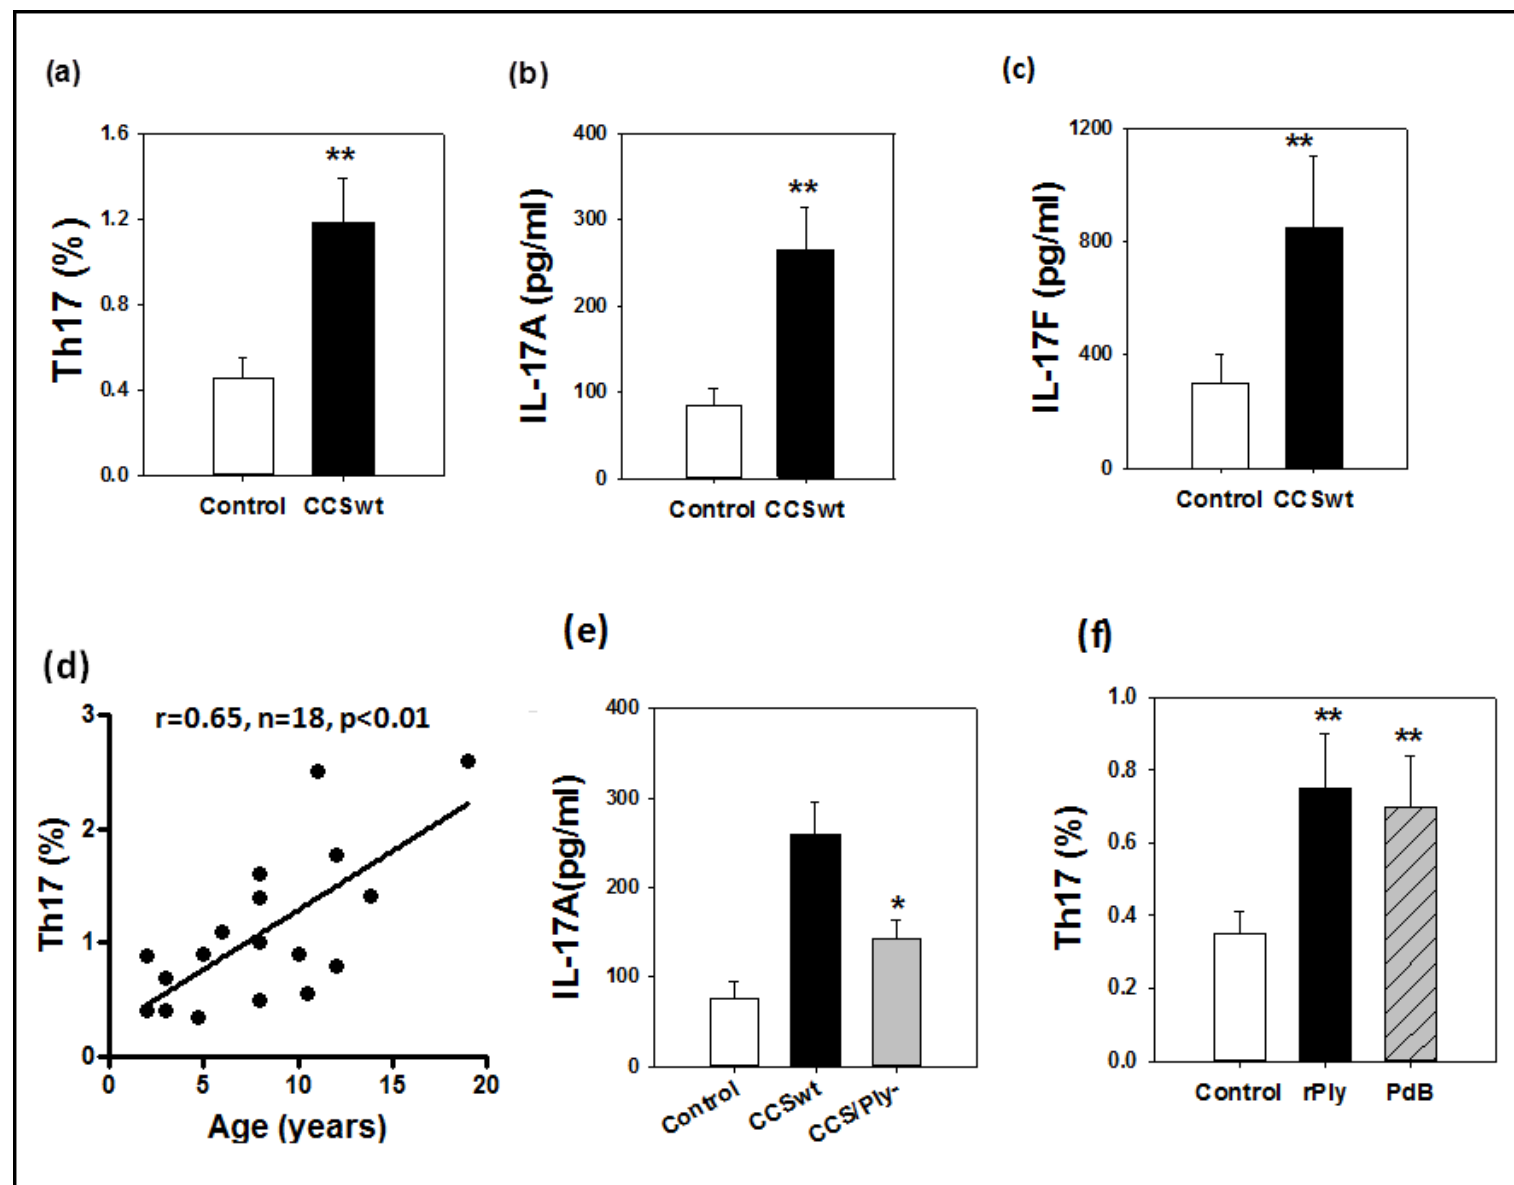 (a)
Th17 (%)
1.6
1.2
0.8
0.4
0.0
**
Control CCSwt
(b)
IL-17A (pg/ml)
400
300
200
100
0
**
Control CCSwt
(c)
IL-17F (pg/ml)
1200
800
400
0
**
Control CCSwt
(d)
r=0.65, n=18, p<0.01
Th17 (%)
3
2
1
0
0 5 10 15 20
Age (years)
(e)
IL-17A(pg/ml)
400
300
200
100
0
*
Control CCSwt CCS/Ply-
(f)
Th17 (%)
1.0
0.8
0.6
0.4
0.2
0.0
** **
Control rPly PdB